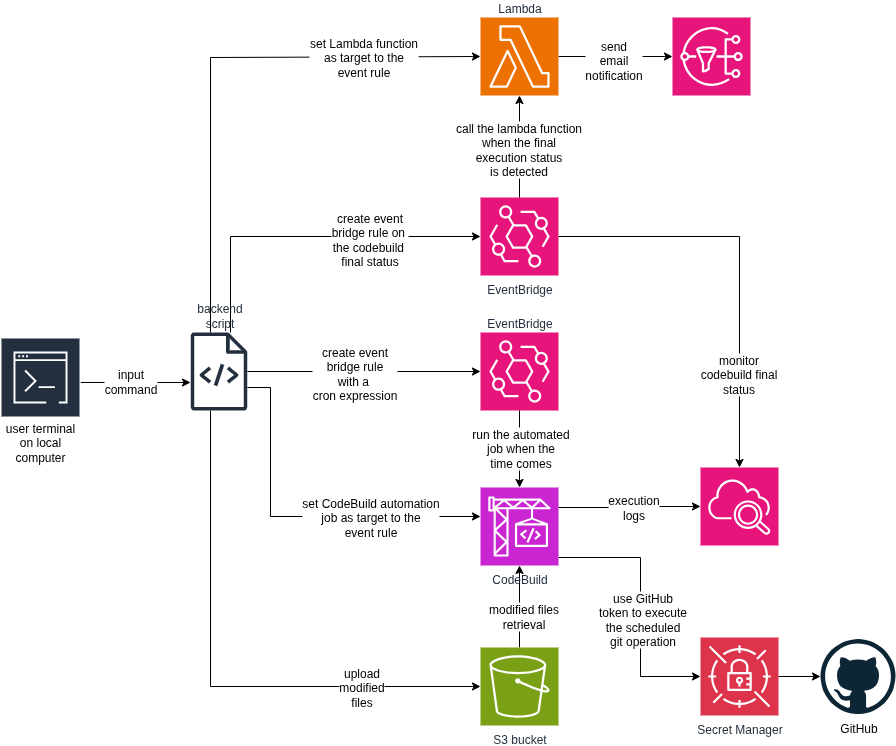 Lambda
set Lambda function
as target to the
event rule
send
email
notification
call the lambda function
when the final
execution status
is detected
create event
bridge rule on
the codebuild
final status
EventBridge
backend
script
EventBridge
input
command
create event
bridge rule
with a
cron expression
monitor
codebuild final
status
user terminal
on local
computer
run the automated
job when the
time comes
set CodeBuild automation
job as target to the
event rule
execution
logs
CodeBuild
modified files
retrieval
use GitHub
token to execute
the scheduled
git operation
upload
modified
files
S3 bucket
Secret Manager
GitHub